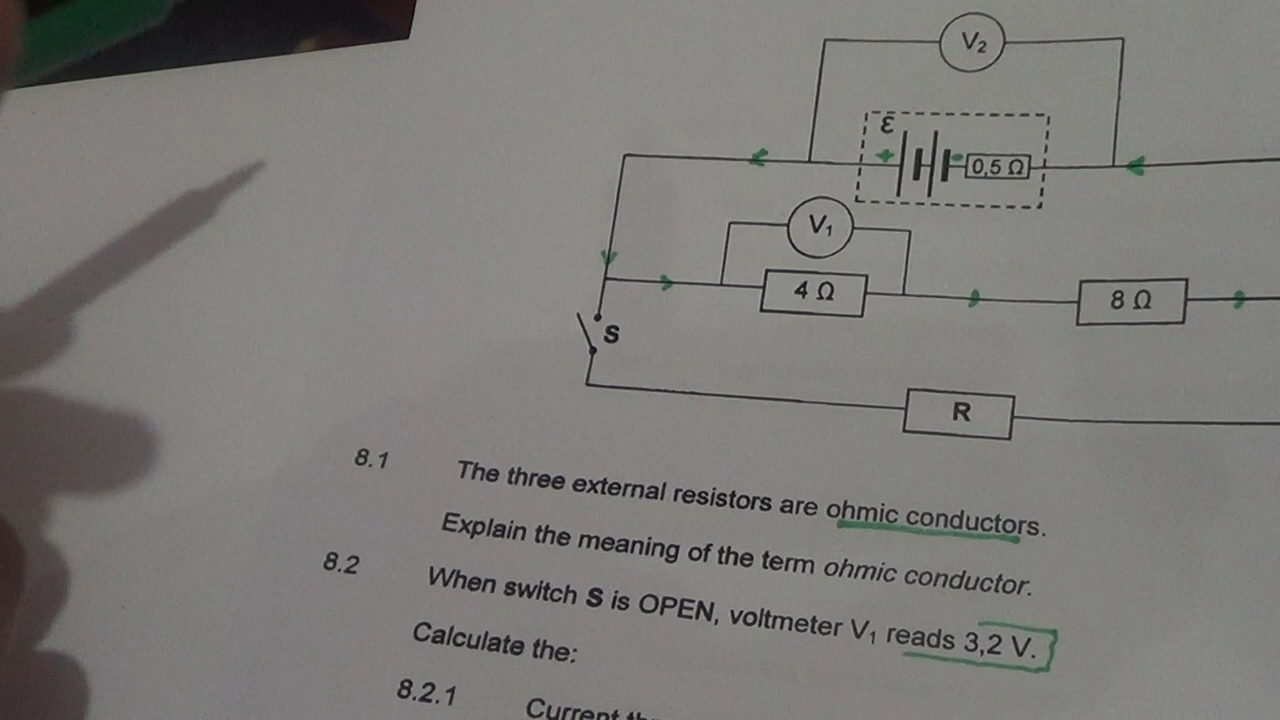 V₂
ε
+ - 0,5 Ω
V₁
4 Ω
8 Ω
S
R
8.1 The three external resistors are ohmic conductors.
Explain the meaning of the term ohmic conductor.
8.2 When switch S is OPEN, voltmeter V₁ reads 3,2 V.
Calculate the:
8.2.1 Current